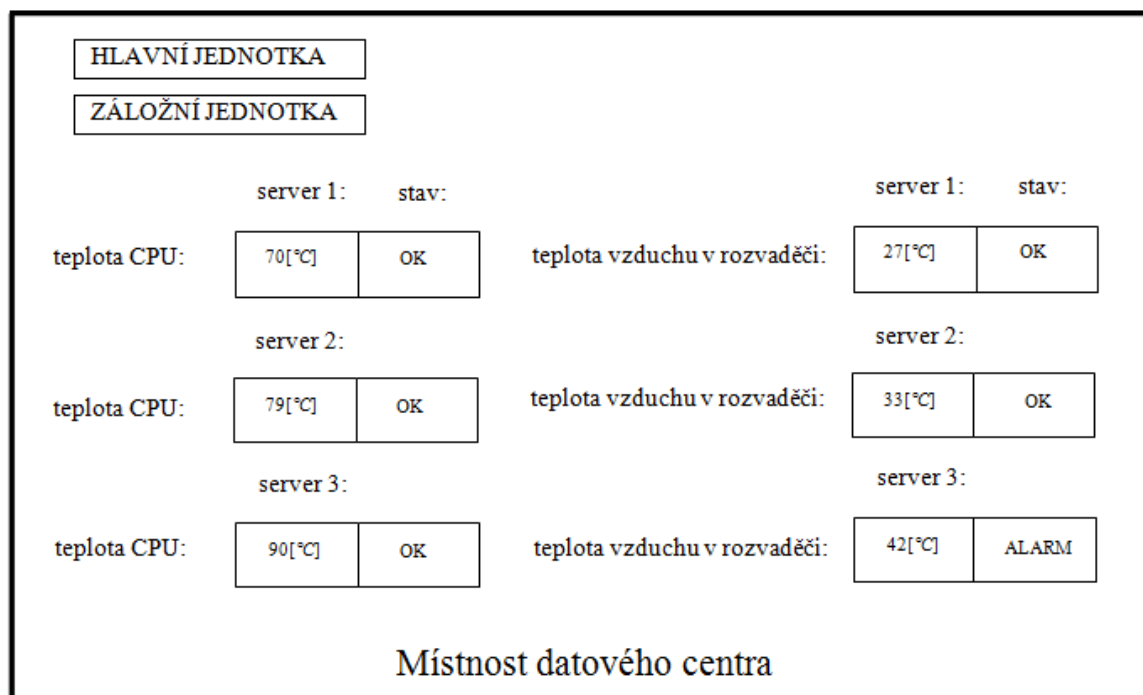 HLAVNÍ JEDNOTKA
ZÁLOŽNÍ JEDNOTKA
server 1: stav: server 1: stav:
teplota CPU: 70[℃] OK teplota vzduchu v rozvaděči: 27[℃] OK
server 2: server 2:
teplota CPU: 79[℃] OK teplota vzduchu v rozvaděči: 33[℃] OK
server 3: server 3:
teplota CPU: 90[℃] OK teplota vzduchu v rozvaděči: 42[℃] ALARM
Místnost datového centra